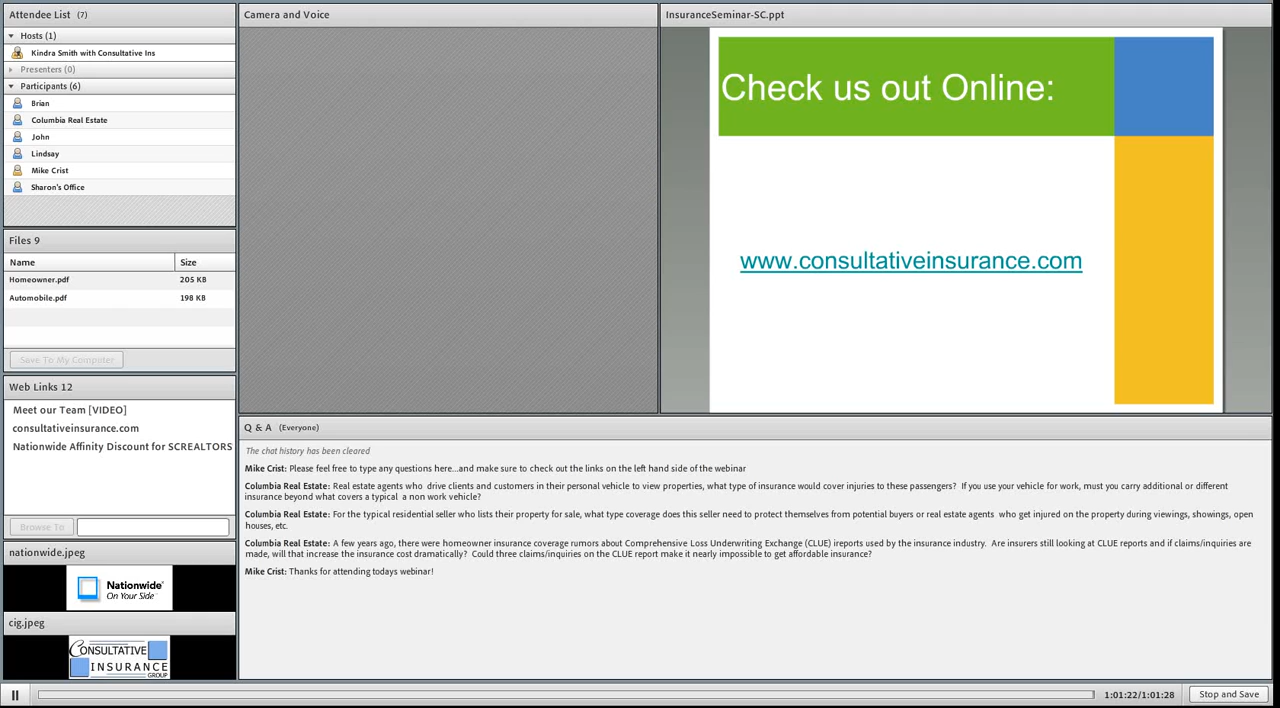 Attendee List (7)
Hosts (1)
Kindra Smith with Consultative Ins
Presenters (0)
Participants (6)
Brian
Columbia Real Estate
John
Lindsay
Mike Crist
Sharon's Office
Files 9
Name Size
Homeowner.pdf 205 KB
Automobile.pdf 198 KB
Save To My Computer
Web Links 12
Meet our Team [VIDEO]
consultativeinsurance.com
Nationwide Affinity Discount for SCREALTORS
Browse To
nationwide.jpeg
Nationwide®
On Your Side™
cig.jpeg
CONSULTATIVE
INSURANCE
GROUP
Camera and Voice
InsuranceSeminar-SC.ppt
Check us out Online:
www.consultativeinsurance.com
Q & A (Everyone)
The chat history has been cleared
Mike Crist: Please feel free to type any questions here...and make sure to check out the links on the left hand side of the webinar
Columbia Real Estate: Real estate agents who drive clients and customers in their personal vehicle to view properties, what type of insurance would cover injuries to these passengers? If you use your vehicle for work, must you carry additional or different
insurance beyond what covers a typical a non work vehicle?
Columbia Real Estate: For the typical residential seller who lists their property for sale, what type coverage does this seller need to protect themselves from potential buyers or real estate agents who get injured on the property during viewings, showings, open
houses, etc.
Columbia Real Estate: A few years ago, there were homeowner insurance coverage rumors about Comprehensive Loss Underwriting Exchange (CLUE) ireports used by the insurance industry. Are insurers still looking at CLUE reports and if claims/inquiries are
made, will that increase the insurance cost dramatically? Could three claims/inquiries on the CLUE report make it nearly impossible to get affordable insurance?
Mike Crist: Thanks for attending todays webinar!
1:01:22/1:01:28
Stop and Save